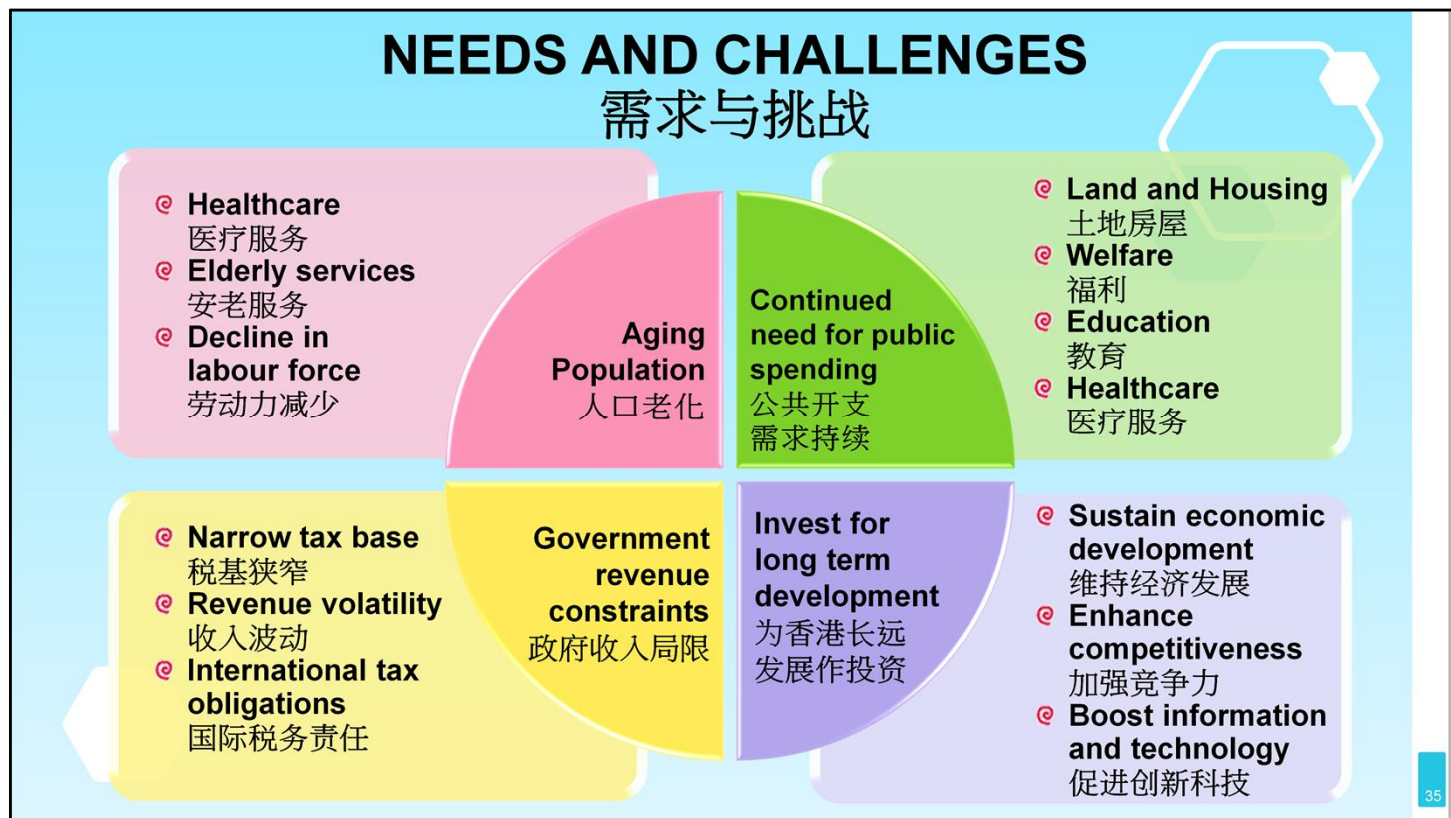 NEEDS AND CHALLENGES
需求与挑战
Healthcare
医疗服务
Elderly services
安老服务
Decline in
labour force
劳动力减少
Aging
Population
人口老化
Continued
need for public
spending
公共开支
需求持续
Land and Housing
土地房屋
Welfare
福利
Education
教育
Healthcare
医疗服务
Narrow tax base
税基狭窄
Revenue volatility
收入波动
International tax
obligations
国际税务责任
Government
revenue
constraints
政府收入局限
Invest for
long term
development
为香港长远
发展作投资
Sustain economic
development
维持经济发展
Enhance
competitiveness
加强竞争力
Boost information
and technology
促进创新科技
35